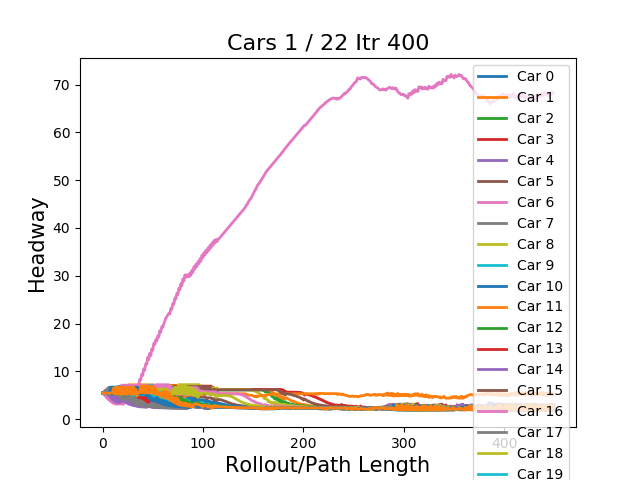 Cars 1 / 22 Itr 400
Headway
70
60
50
40
30
20
10
0
0
100
200
300
400
Rollout/Path Length
Car 0
Car 1
Car 2
Car 3
Car 4
Car 5
Car 6
Car 7
Car 8
Car 9
Car 10
Car 11
Car 12
Car 13
Car 14
Car 15
Car 16
Car 17
Car 18
Car 19